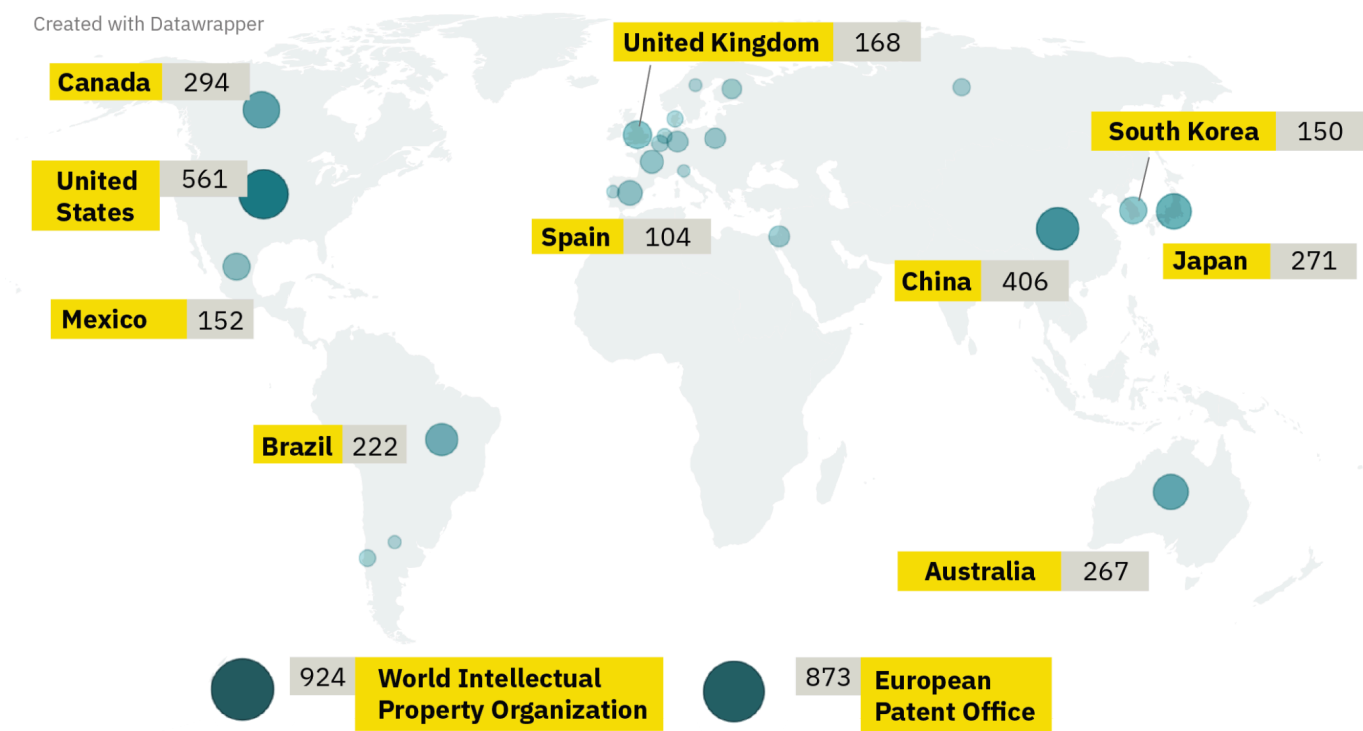 Created with Datawrapper
United Kingdom 168
Canada 294
South Korea 150
United
States
561
Spain 104
Japan 271
China 406
Mexico 152
Brazil 222
Australia 267
924
World Intellectual
Property Organization
873
European
Patent Office